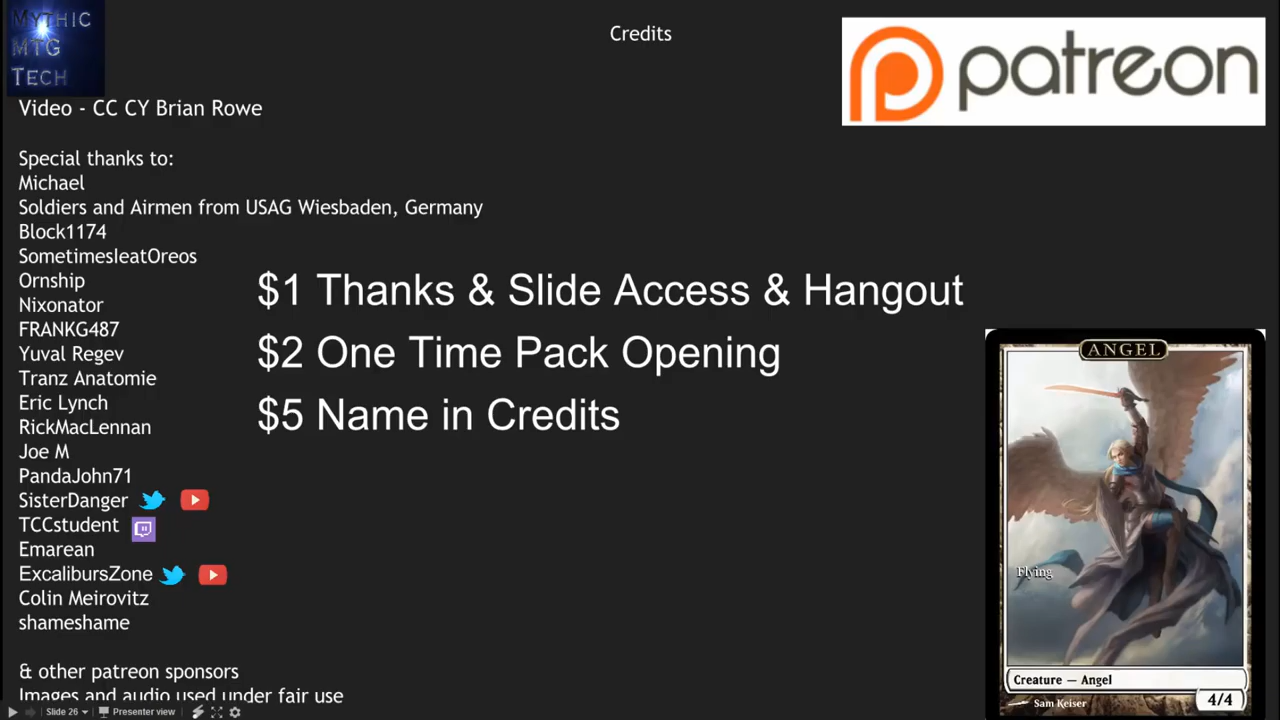 MYTHIC
MTG
TECH
Credits
patreon
Video - CC CY Brian Rowe
Special thanks to:
Michael
Soldiers and Airmen from USAG Wiesbaden, Germany
Block1174
SometimesIeatOreos
Ornship
Nixonator
FRANKG487
Yuval Regev
Tranz Anatomie
Eric Lynch
RickMacLennan
Joe M
PandaJohn71
SisterDanger
TCCstudent
Emarean
ExcalibursZone
Colin Meirovitz
shameshame
& other patreon sponsors
Images and audio used under fair use
$1 Thanks & Slide Access & Hangout
$2 One Time Pack Opening
$5 Name in Credits
ANGEL
Flying
Creature — Angel
4/4
Sam Keiser
Slide 26
Presenter view